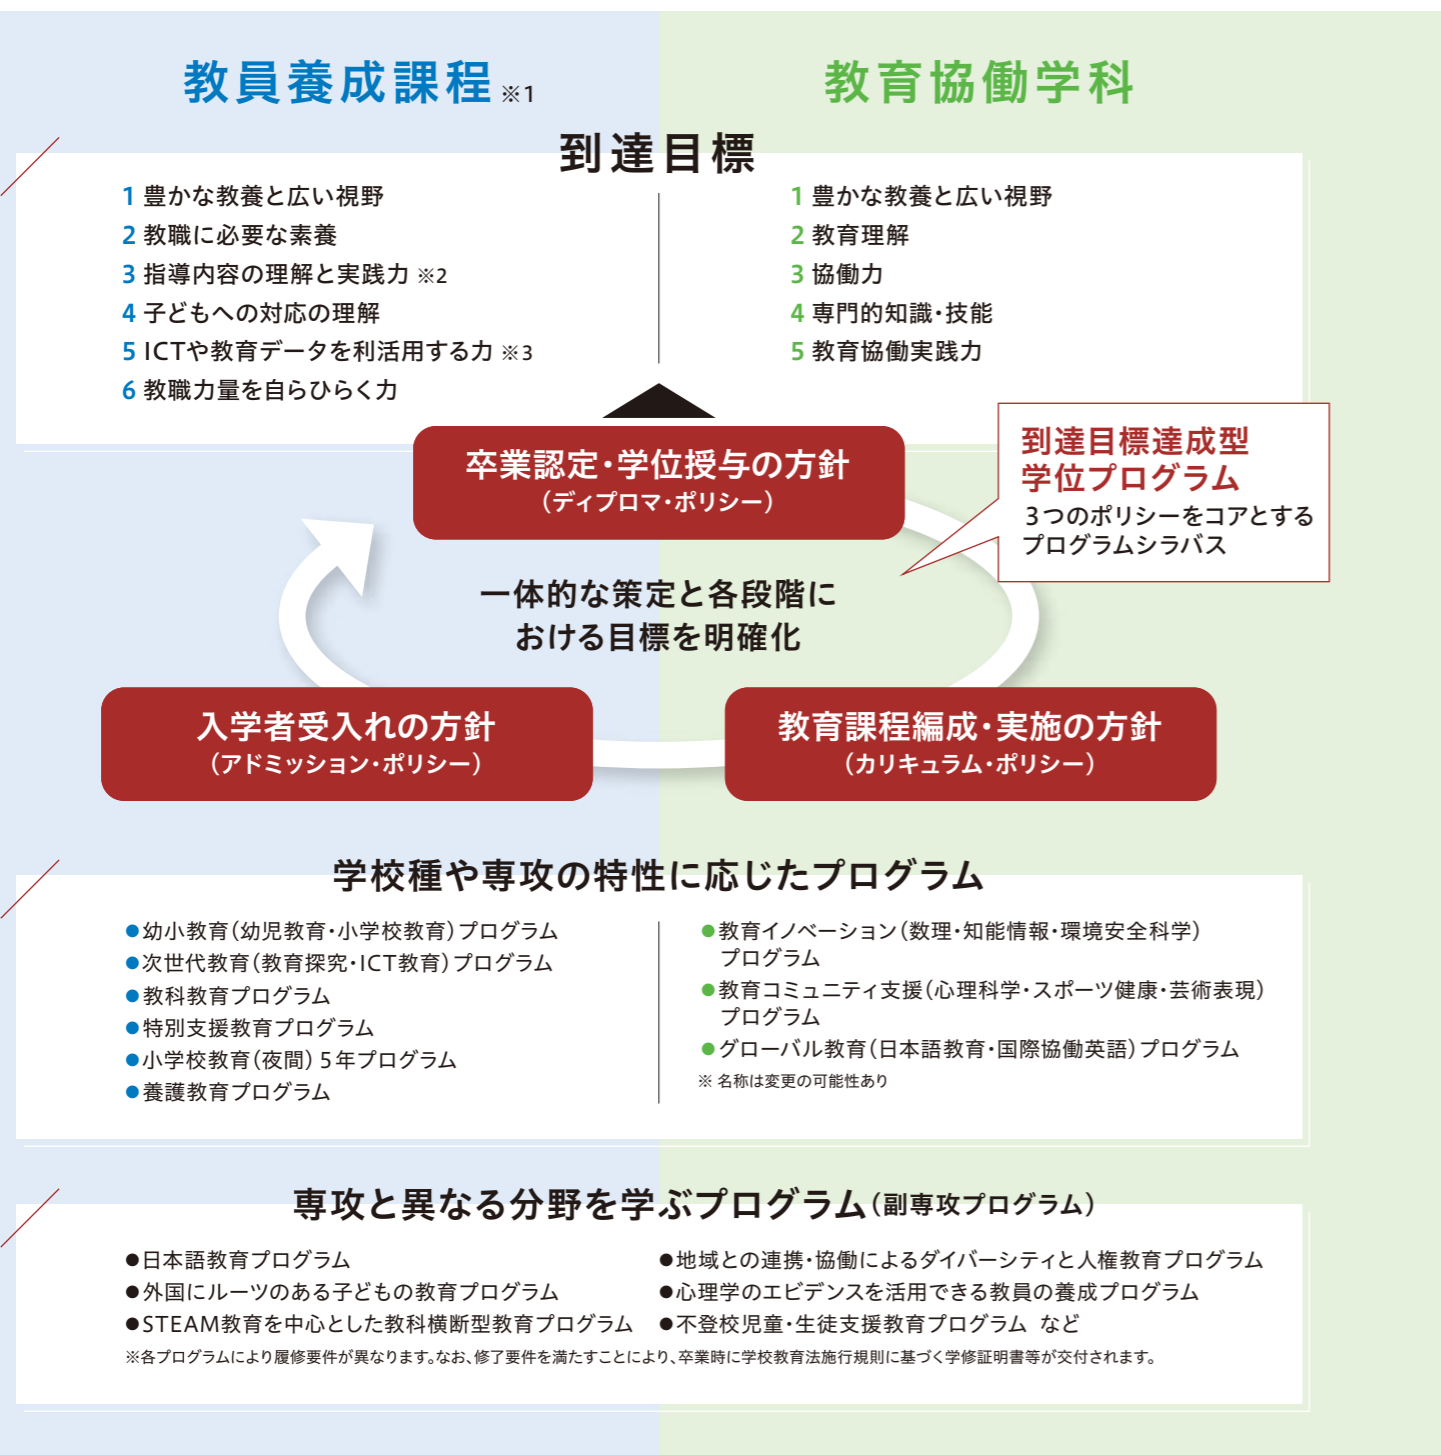 教員養成課程 ※1
教育協働学科
到達目標
1 豊かな教養と広い視野
2 教職に必要な素養
3 指導内容の理解と実践力 ※2
4 子どもへの対応の理解
5 ICTや教育データを利活用する力 ※3
6 教職力量を自らひらく力
1 豊かな教養と広い視野
2 教育理解
3 協働力
4 専門的知識・技能
5 教育協働実践力
卒業認定・学位授与の方針
（ディプロマ・ポリシー）
到達目標達成型
学位プログラム
３つのポリシーをコアとする
プログラムシラバス
一体的な策定と各段階に
おける目標を明確化
入学者受入れの方針
（アドミッション・ポリシー）
教育課程編成・実施の方針
（カリキュラム・ポリシー）
学校種や専攻の特性に応じたプログラム
●幼小教育（幼児教育・小学校教育）プログラム
●次世代教育（教育探究・ICT教育）プログラム
●教科教育プログラム
●特別支援教育プログラム
●小学校教育（夜間）５年プログラム
●養護教育プログラム
●教育イノベーション（数理・知能情報・環境安全科学）
プログラム
●教育コミュニティ支援（心理科学・スポーツ健康・芸術表現）
プログラム
●グローバル教育（日本語教育・国際協働英語）プログラム
※ 名称は変更の可能性あり
専攻と異なる分野を学ぶプログラム（副専攻プログラム）
●日本語教育プログラム
●外国にルーツのある子どもの教育プログラム
●STEAM教育を中心とした教科横断型教育プログラム
●地域との連携・協働によるダイバーシティと人権教育プログラム
●心理学のエビデンスを活用できる教員の養成プログラム
●不登校児童・生徒支援教育プログラム など
※各プログラムにより履修要件が異なります。なお、修了要件を満たすことにより、卒業時に学校教育法施行規則に基づく学修証明書等が交付されます。